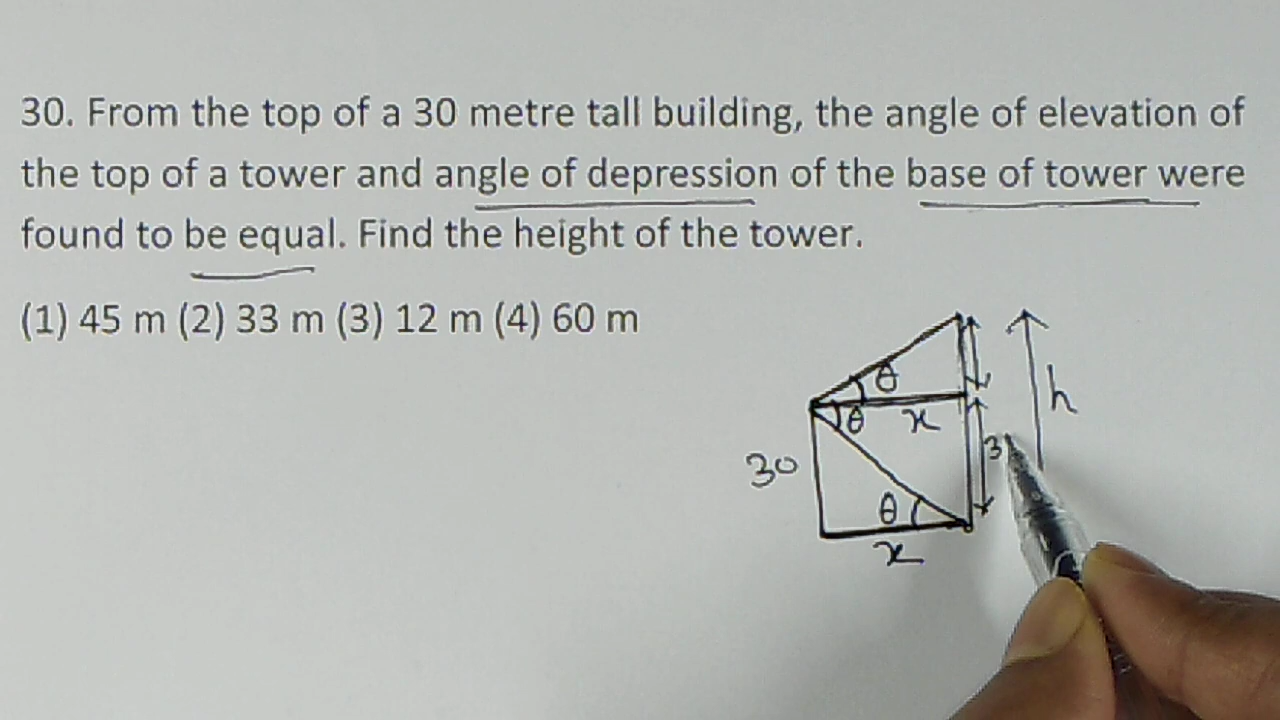 30. From the top of a 30 metre tall building, the angle of elevation of
the top of a tower and angle of depression of the base of tower were
found to be equal. Find the height of the tower.
(1) 45 m (2) 33 m (3) 12 m (4) 60 m
θ
h
θ x
3
30
θ
x